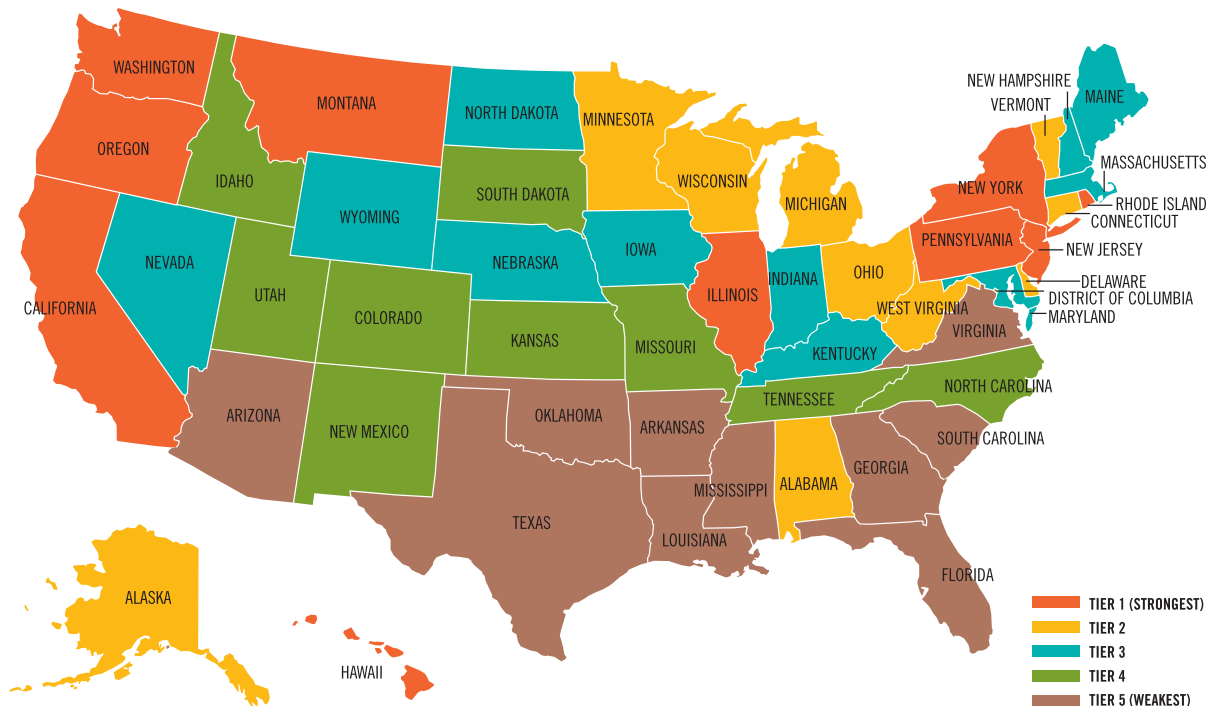 WASHINGTON
MONTANA
NORTH DAKOTA
MINNESOTA
NEW HAMPSHIRE
VERMONT
MAINE
OREGON
IDAHO
WYOMING
SOUTH DAKOTA
WISCONSIN
MICHIGAN
NEW YORK
MASSACHUSETTS
RHODE ISLAND
CONNECTICUT
PENNSYLVANIA
NEW JERSEY
NEVADA
NEBRASKA
IOWA
INDIANA
OHIO
DELAWARE
DISTRICT OF COLUMBIA
MARYLAND
CALIFORNIA
UTAH
COLORADO
ILLINOIS
WEST VIRGINIA
VIRGINIA
KANSAS
MISSOURI
KENTUCKY
NORTH CAROLINA
TENNESSEE
ARIZONA
NEW MEXICO
OKLAHOMA
ARKANSAS
SOUTH CAROLINA
GEORGIA
MISSISSIPPI
ALABAMA
TEXAS
LOUISIANA
FLORIDA
ALASKA
HAWAII
TIER 1 (STRONGEST)
TIER 2
TIER 3
TIER 4
TIER 5 (WEAKEST)